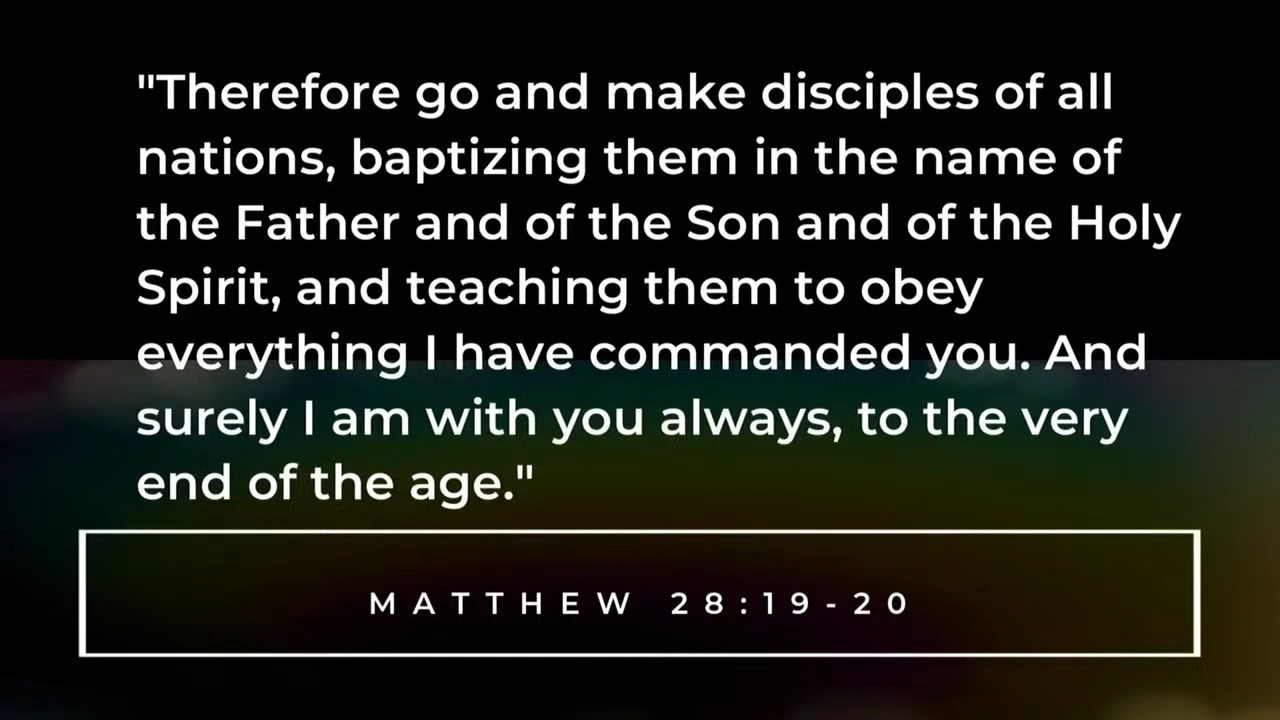 "Therefore go and make disciples of all
nations, baptizing them in the name of
the Father and of the Son and of the Holy
Spirit, and teaching them to obey
everything I have commanded you. And
surely I am with you always, to the very
end of the age."
MATTHEW 28:19-20